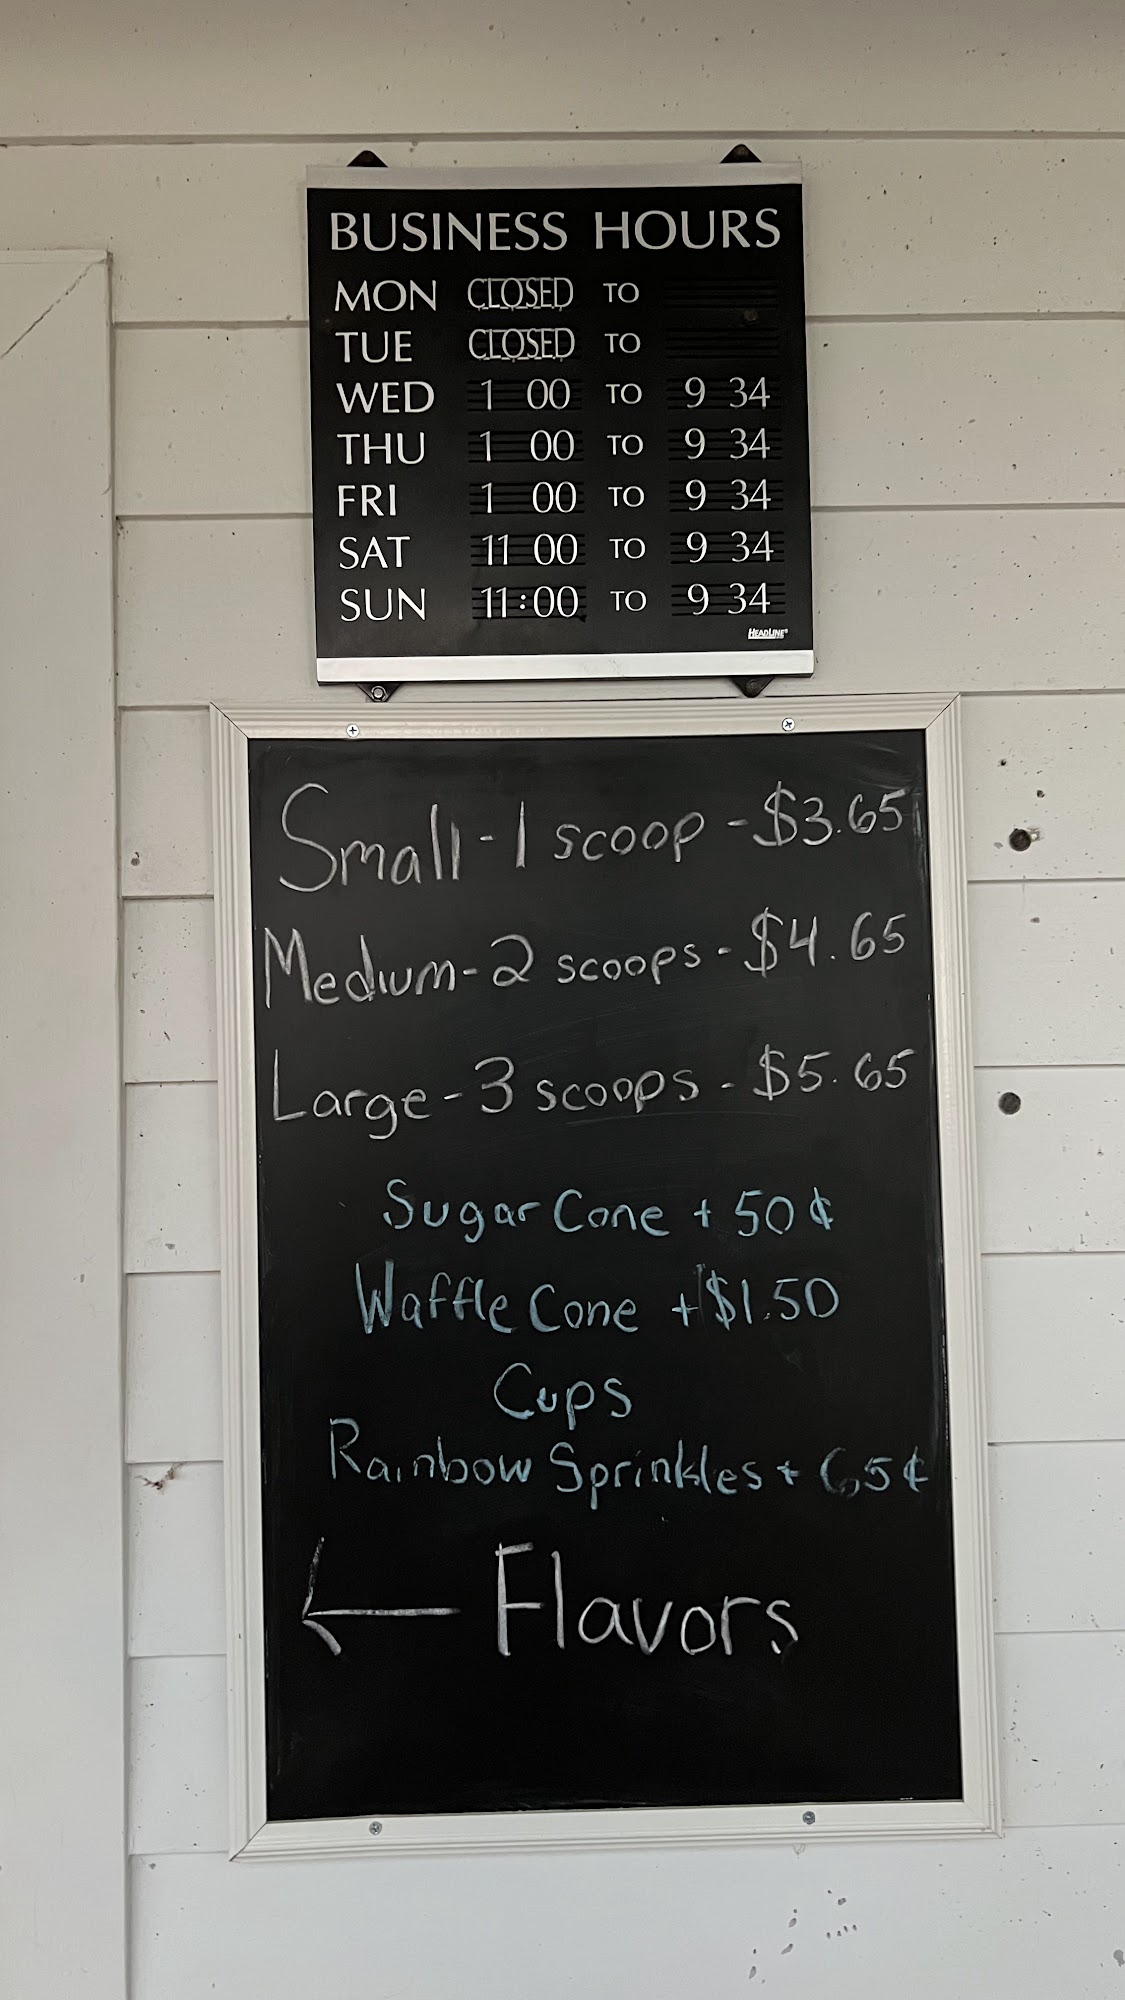 BUSINESS HOURS
MON CLOSED TO
TUE CLOSED TO
WED 1 00 TO 9 34
THU 1 00 TO 9 34
FRI 1 00 TO 9 34
SAT 11 00 TO 9 34
SUN 11:00 TO 9 34
HEADLINE®
Small - 1 scoop - $3.65
Medium - 2 scoops - $4.65
Large - 3 scoops - $5.65
Sugar Cone + 50¢
Waffle Cone + $1.50
Cups
Rainbow Sprinkles + 65¢
← Flavors